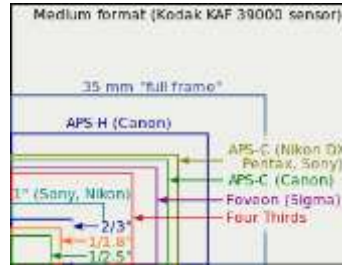 Medium format (Kodak KAF 39000 sensor)
35 mm "full frame"
APS-H (Canon)
APS-C (Nikon DX
Pentax, Sony)
APS-C (Canon)
1" (Sony, Nikon)
Foveon (Sigma)
Four Thirds
2/3"
1/1.8"
1/2.5"